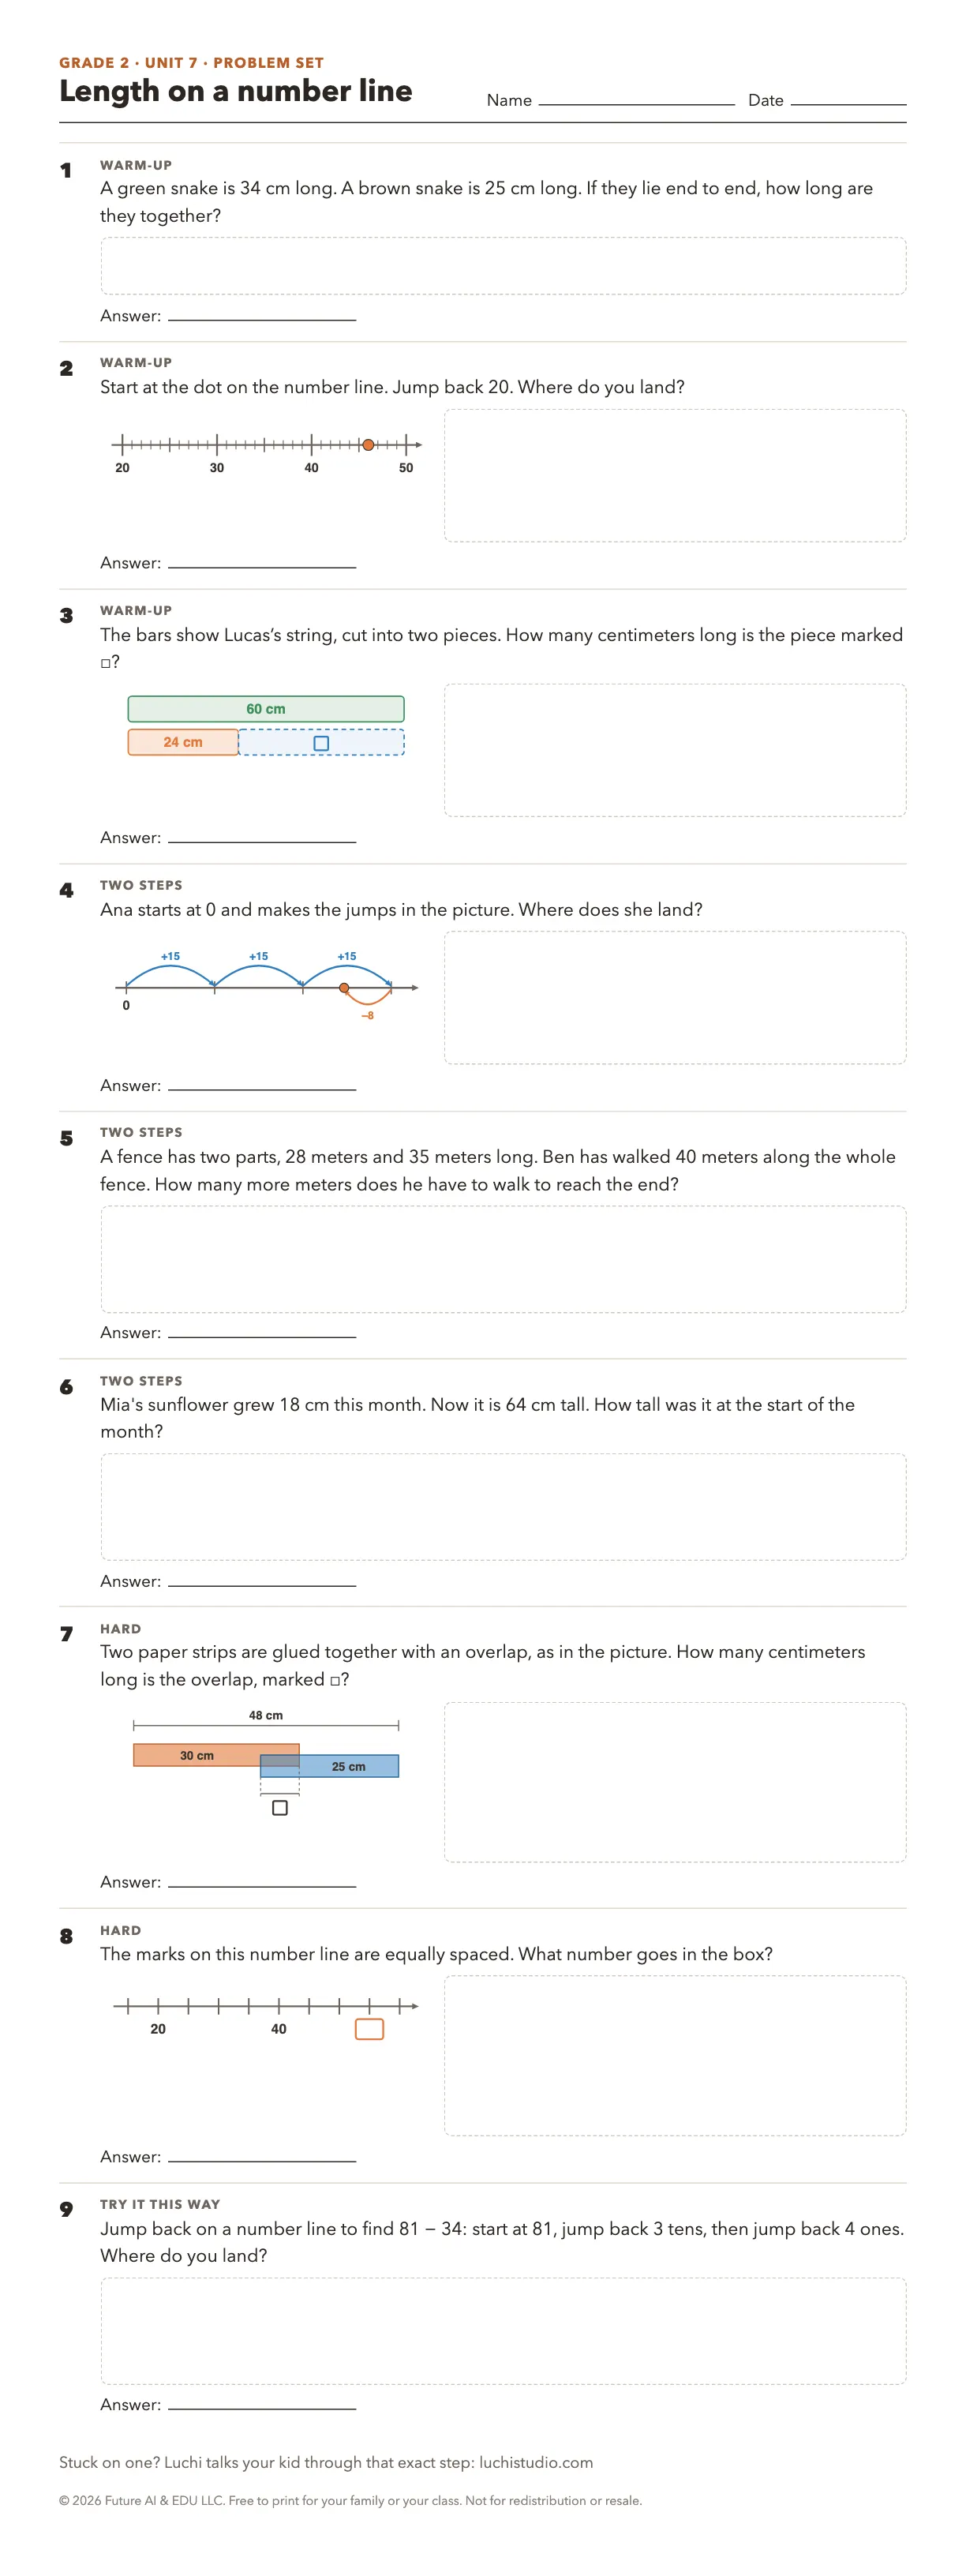 GRADE 2 · UNIT 7 · PROBLEM SET
Length on a number line
Name
Date
1
WARM-UP
A green snake is 34 cm long. A brown snake is 25 cm long. If they lie end to end, how long are
they together?
Answer:
2
WARM-UP
Start at the dot on the number line. Jump back 20. Where do you land?
20 30 40 50
Answer:
3
WARM-UP
The bars show Lucas’s string, cut into two pieces. How many centimeters long is the piece marked
□?
60 cm
24 cm □
Answer:
4
TWO STEPS
Ana starts at 0 and makes the jumps in the picture. Where does she land?
+15 +15 +15
0
−8
Answer:
5
TWO STEPS
A fence has two parts, 28 meters and 35 meters long. Ben has walked 40 meters along the whole
fence. How many more meters does he have to walk to reach the end?
Answer:
6
TWO STEPS
Mia's sunflower grew 18 cm this month. Now it is 64 cm tall. How tall was it at the start of the
month?
Answer:
7
HARD
Two paper strips are glued together with an overlap, as in the picture. How many centimeters
long is the overlap, marked □?
48 cm
30 cm
25 cm
□
Answer:
8
HARD
The marks on this number line are equally spaced. What number goes in the box?
20 40
Answer:
9
TRY IT THIS WAY
Jump back on a number line to find 81 − 34: start at 81, jump back 3 tens, then jump back 4 ones.
Where do you land?
Answer:
Stuck on one? Luchi talks your kid through that exact step: luchistudio.com
© 2026 Future AI & EDU LLC. Free to print for your family or your class. Not for redistribution or resale.